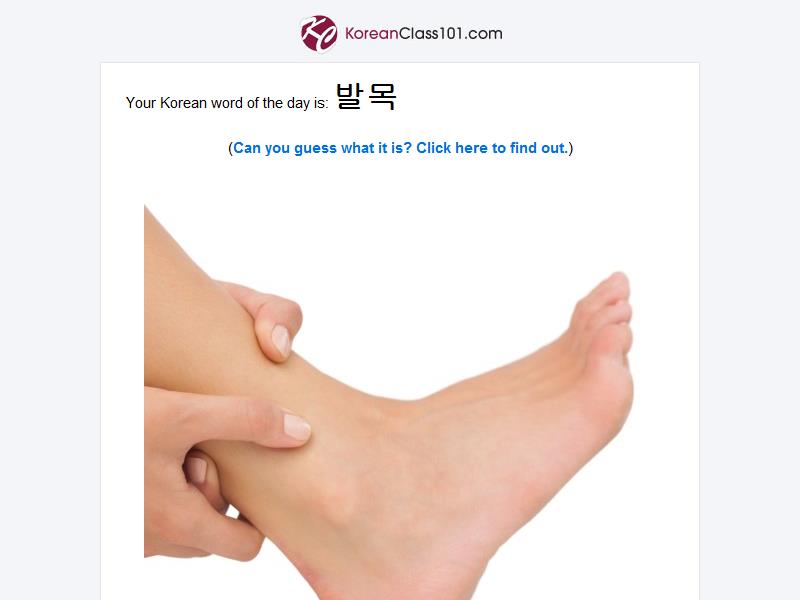 KC KoreanClass101.com
Your Korean word of the day is: 발목
(Can you guess what it is? Click here to find out.)